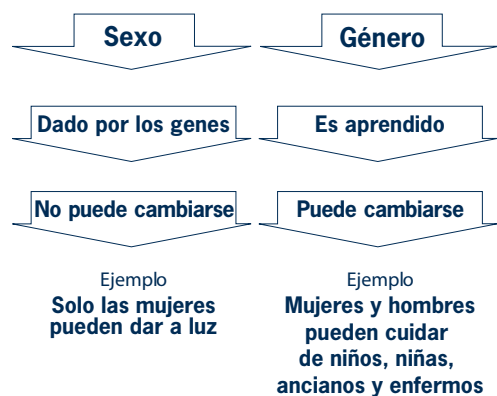 Sexo
Género
Dado por los genes
Es aprendido
No puede cambiarse
Puede cambiarse
Ejemplo
Solo las mujeres
pueden dar a luz
Ejemplo
Mujeres y hombres
pueden cuidar
de niños, niñas,
ancianos y enfermos